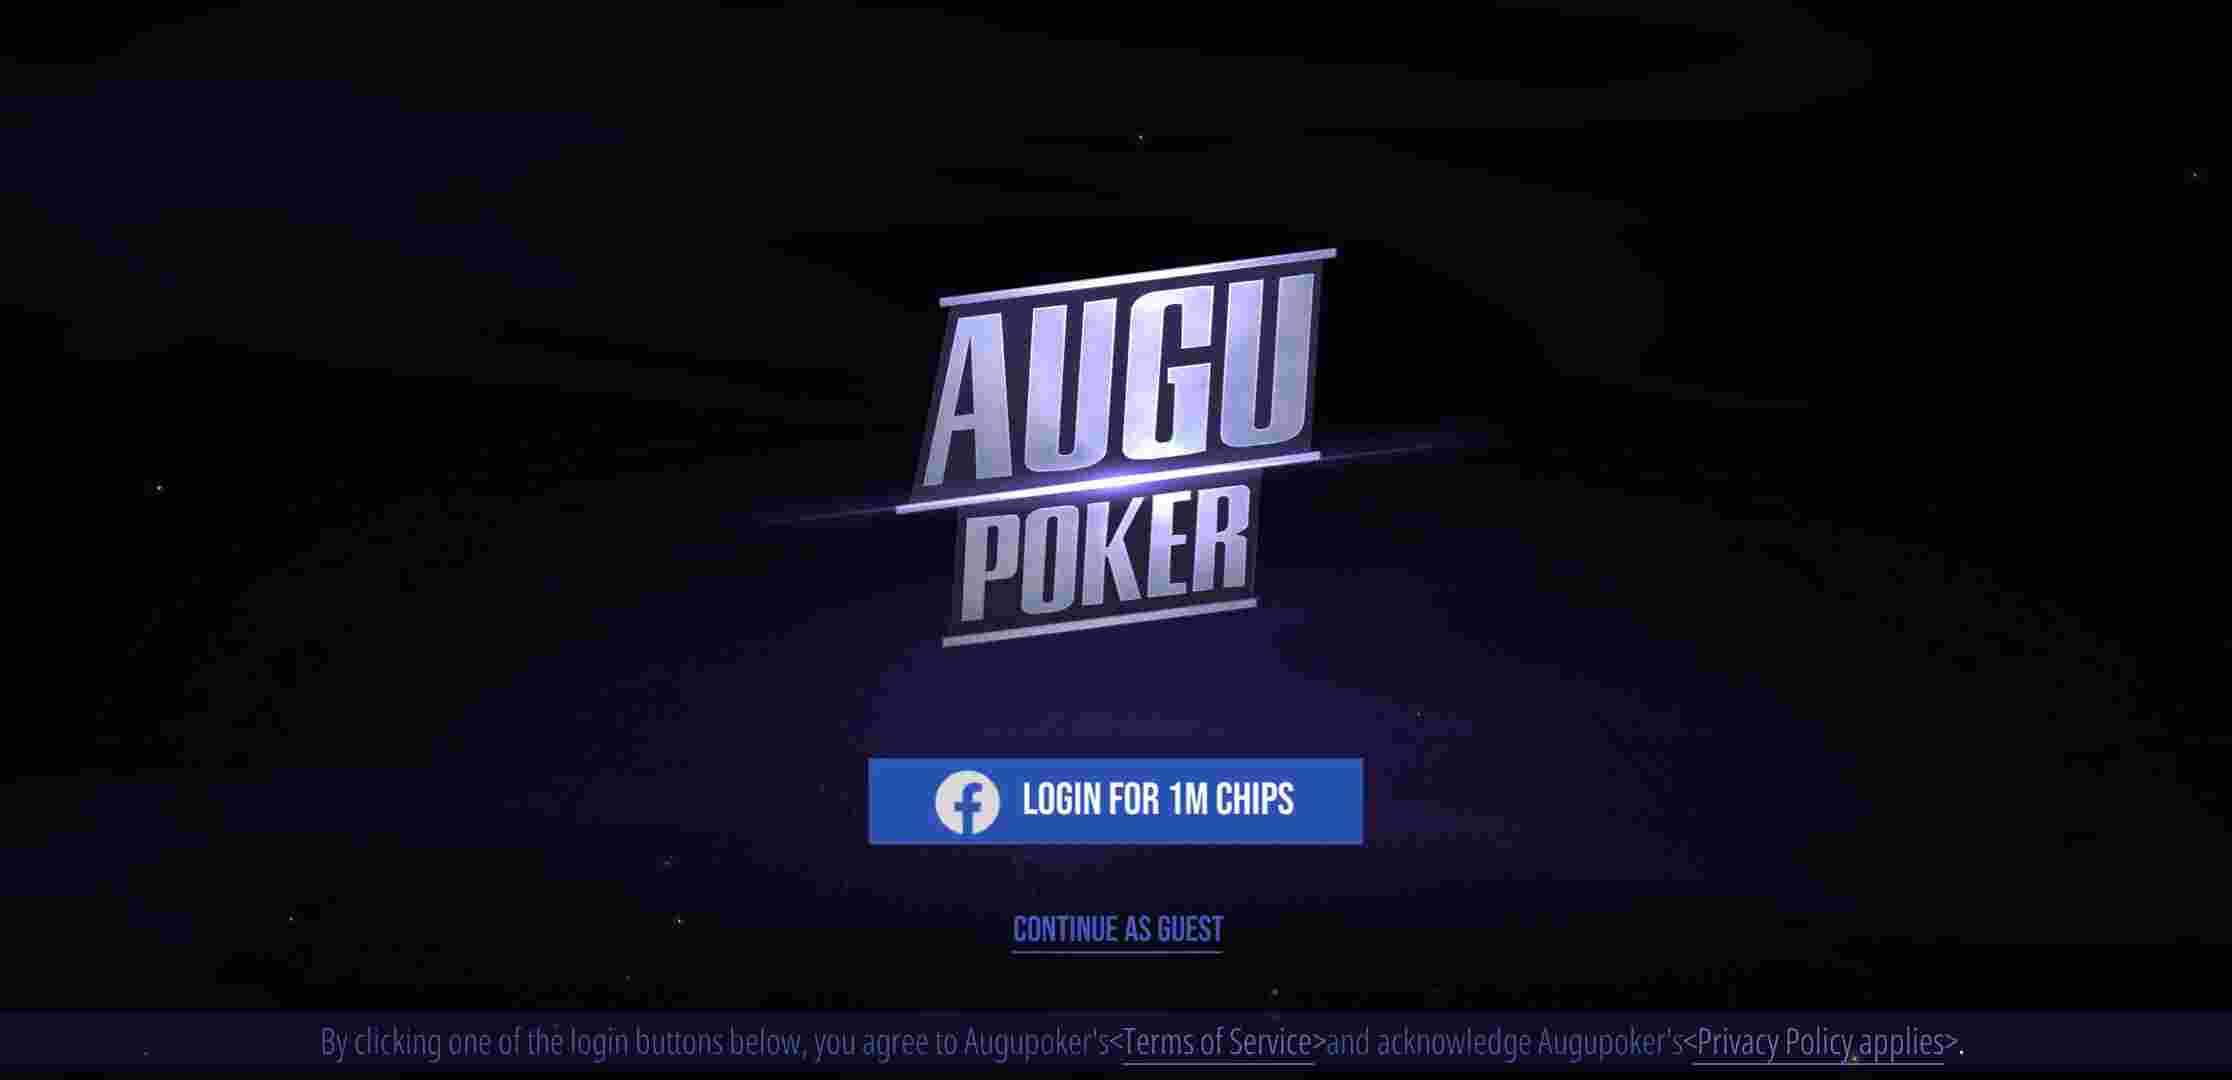 AUGU
POKER
LOGIN FOR 1M CHIPS
CONTINUE AS GUEST
By clicking one of the login buttons below, you agree to Augupoker's<Terms of Service>and acknowledge Augupoker's<Privacy Policy applies>.